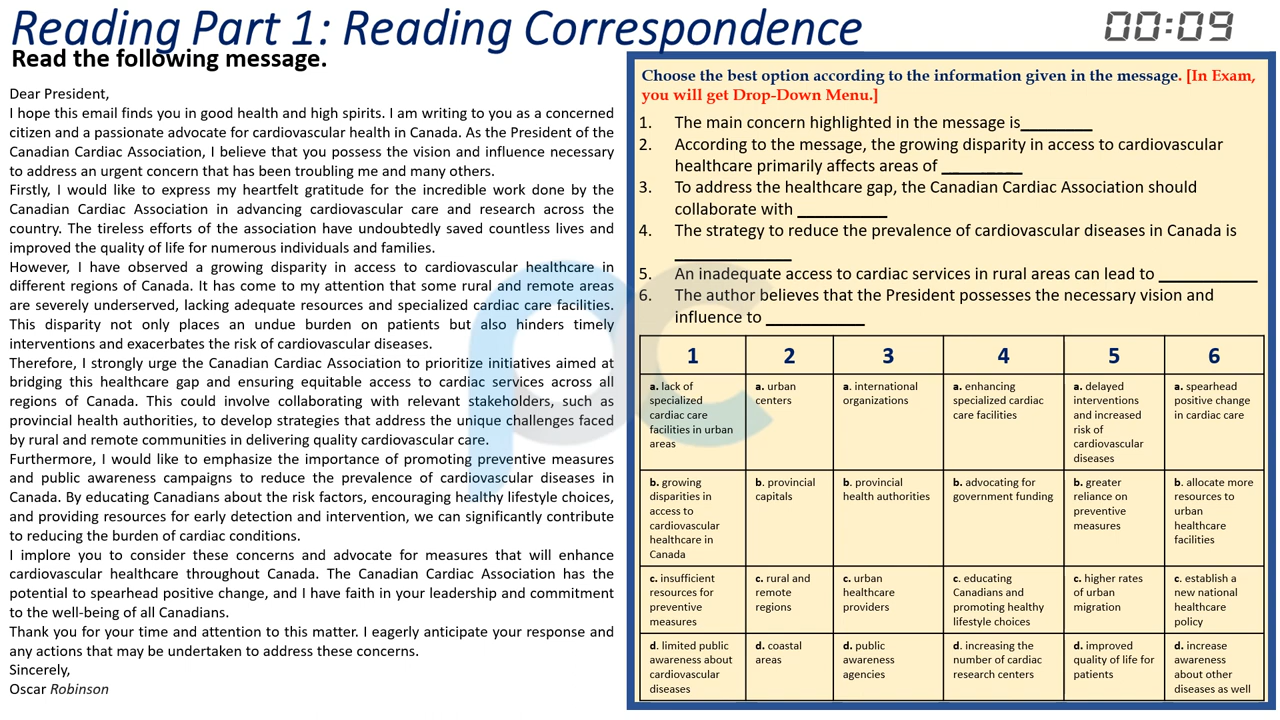 Reading Part 1: Reading Correspondence
00:09
Read the following message.
Dear President,
I hope this email finds you in good health and high spirits. I am writing to you as a concerned
citizen and a passionate advocate for cardiovascular health in Canada. As the President of the
Canadian Cardiac Association, I believe that you possess the vision and influence necessary
to address an urgent concern that has been troubling me and many others.
Firstly, I would like to express my heartfelt gratitude for the incredible work done by the
Canadian Cardiac Association in advancing cardiovascular care and research across the
country. The tireless efforts of the association have undoubtedly saved countless lives and
improved the quality of life for numerous individuals and families.
However, I have observed a growing disparity in access to cardiovascular healthcare in
different regions of Canada. It has come to my attention that some rural and remote areas
are severely underserved, lacking adequate resources and specialized cardiac care facilities.
This disparity not only places an undue burden on patients but also hinders timely
interventions and exacerbates the risk of cardiovascular diseases.
Therefore, I strongly urge the Canadian Cardiac Association to prioritize initiatives aimed at
bridging this healthcare gap and ensuring equitable access to cardiac services across all
regions of Canada. This could involve collaborating with relevant stakeholders, such as
provincial health authorities, to develop strategies that address the unique challenges faced
by rural and remote communities in delivering quality cardiovascular care.
Furthermore, I would like to emphasize the importance of promoting preventive measures
and public awareness campaigns to reduce the prevalence of cardiovascular diseases in
Canada. By educating Canadians about the risk factors, encouraging healthy lifestyle choices,
and providing resources for early detection and intervention, we can significantly contribute
to reducing the burden of cardiac conditions.
I implore you to consider these concerns and advocate for measures that will enhance
cardiovascular healthcare throughout Canada. The Canadian Cardiac Association has the
potential to spearhead positive change, and I have faith in your leadership and commitment
to the well-being of all Canadians.
Thank you for your time and attention to this matter. I eagerly anticipate your response and
any actions that may be undertaken to address these concerns.
Sincerely,
Oscar Robinson
Choose the best option according to the information given in the message. [In Exam,
you will get Drop-Down Menu.]
1. The main concern highlighted in the message is________
2. According to the message, the growing disparity in access to cardiovascular
healthcare primarily affects areas of _________
3. To address the healthcare gap, the Canadian Cardiac Association should
collaborate with __________
4. The strategy to reduce the prevalence of cardiovascular diseases in Canada is
_____________
5. An inadequate access to cardiac services in rural areas can lead to ___________
6. The author believes that the President possesses the necessary vision and
influence to ___________
1 2 3 4 5 6
a. lack of
specialized
cardiac care
facilities in urban
areas
a. urban
centers
a. international
organizations
a. enhancing
specialized cardiac
care facilities
a. delayed
interventions
and increased
risk of
cardiovascular
diseases
a. spearhead
positive change
in cardiac care
b. growing
disparities in
access to
cardiovascular
healthcare in
Canada
b. provincial
capitals
b. provincial
health authorities
b. advocating for
government funding
b. greater
reliance on
preventive
measures
b. allocate more
resources to
urban
healthcare
facilities
c. insufficient
resources for
preventive
measures
c. rural and
remote
regions
c. urban
healthcare
providers
c. educating
Canadians and
promoting healthy
lifestyle choices
c. higher rates
of urban
migration
c. establish a
new national
healthcare
policy
d. limited public
awareness about
cardiovascular
diseases
d. coastal
areas
d. public
awareness
agencies
d. increasing the
number of cardiac
research centers
d. improved
quality of life for
patients
d. increase
awareness
about other
diseases as well